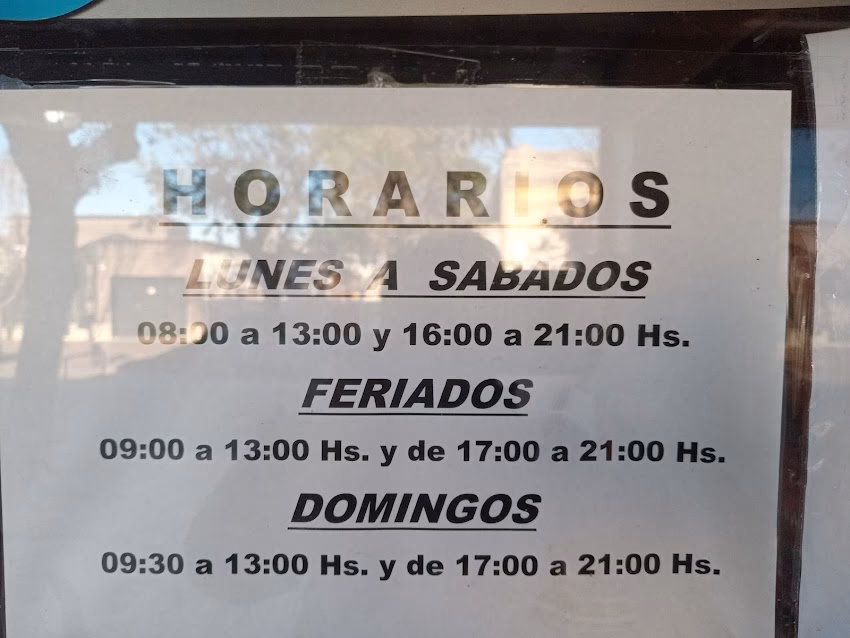 HORARIOS
LUNES A SABADOS
08:00 a 13:00 y 16:00 a 21:00 Hs.
FERIADOS
09:00 a 13:00 Hs. y de 17:00 a 21:00 Hs.
DOMINGOS
09:30 a 13:00 Hs. y de 17:00 a 21:00 Hs.